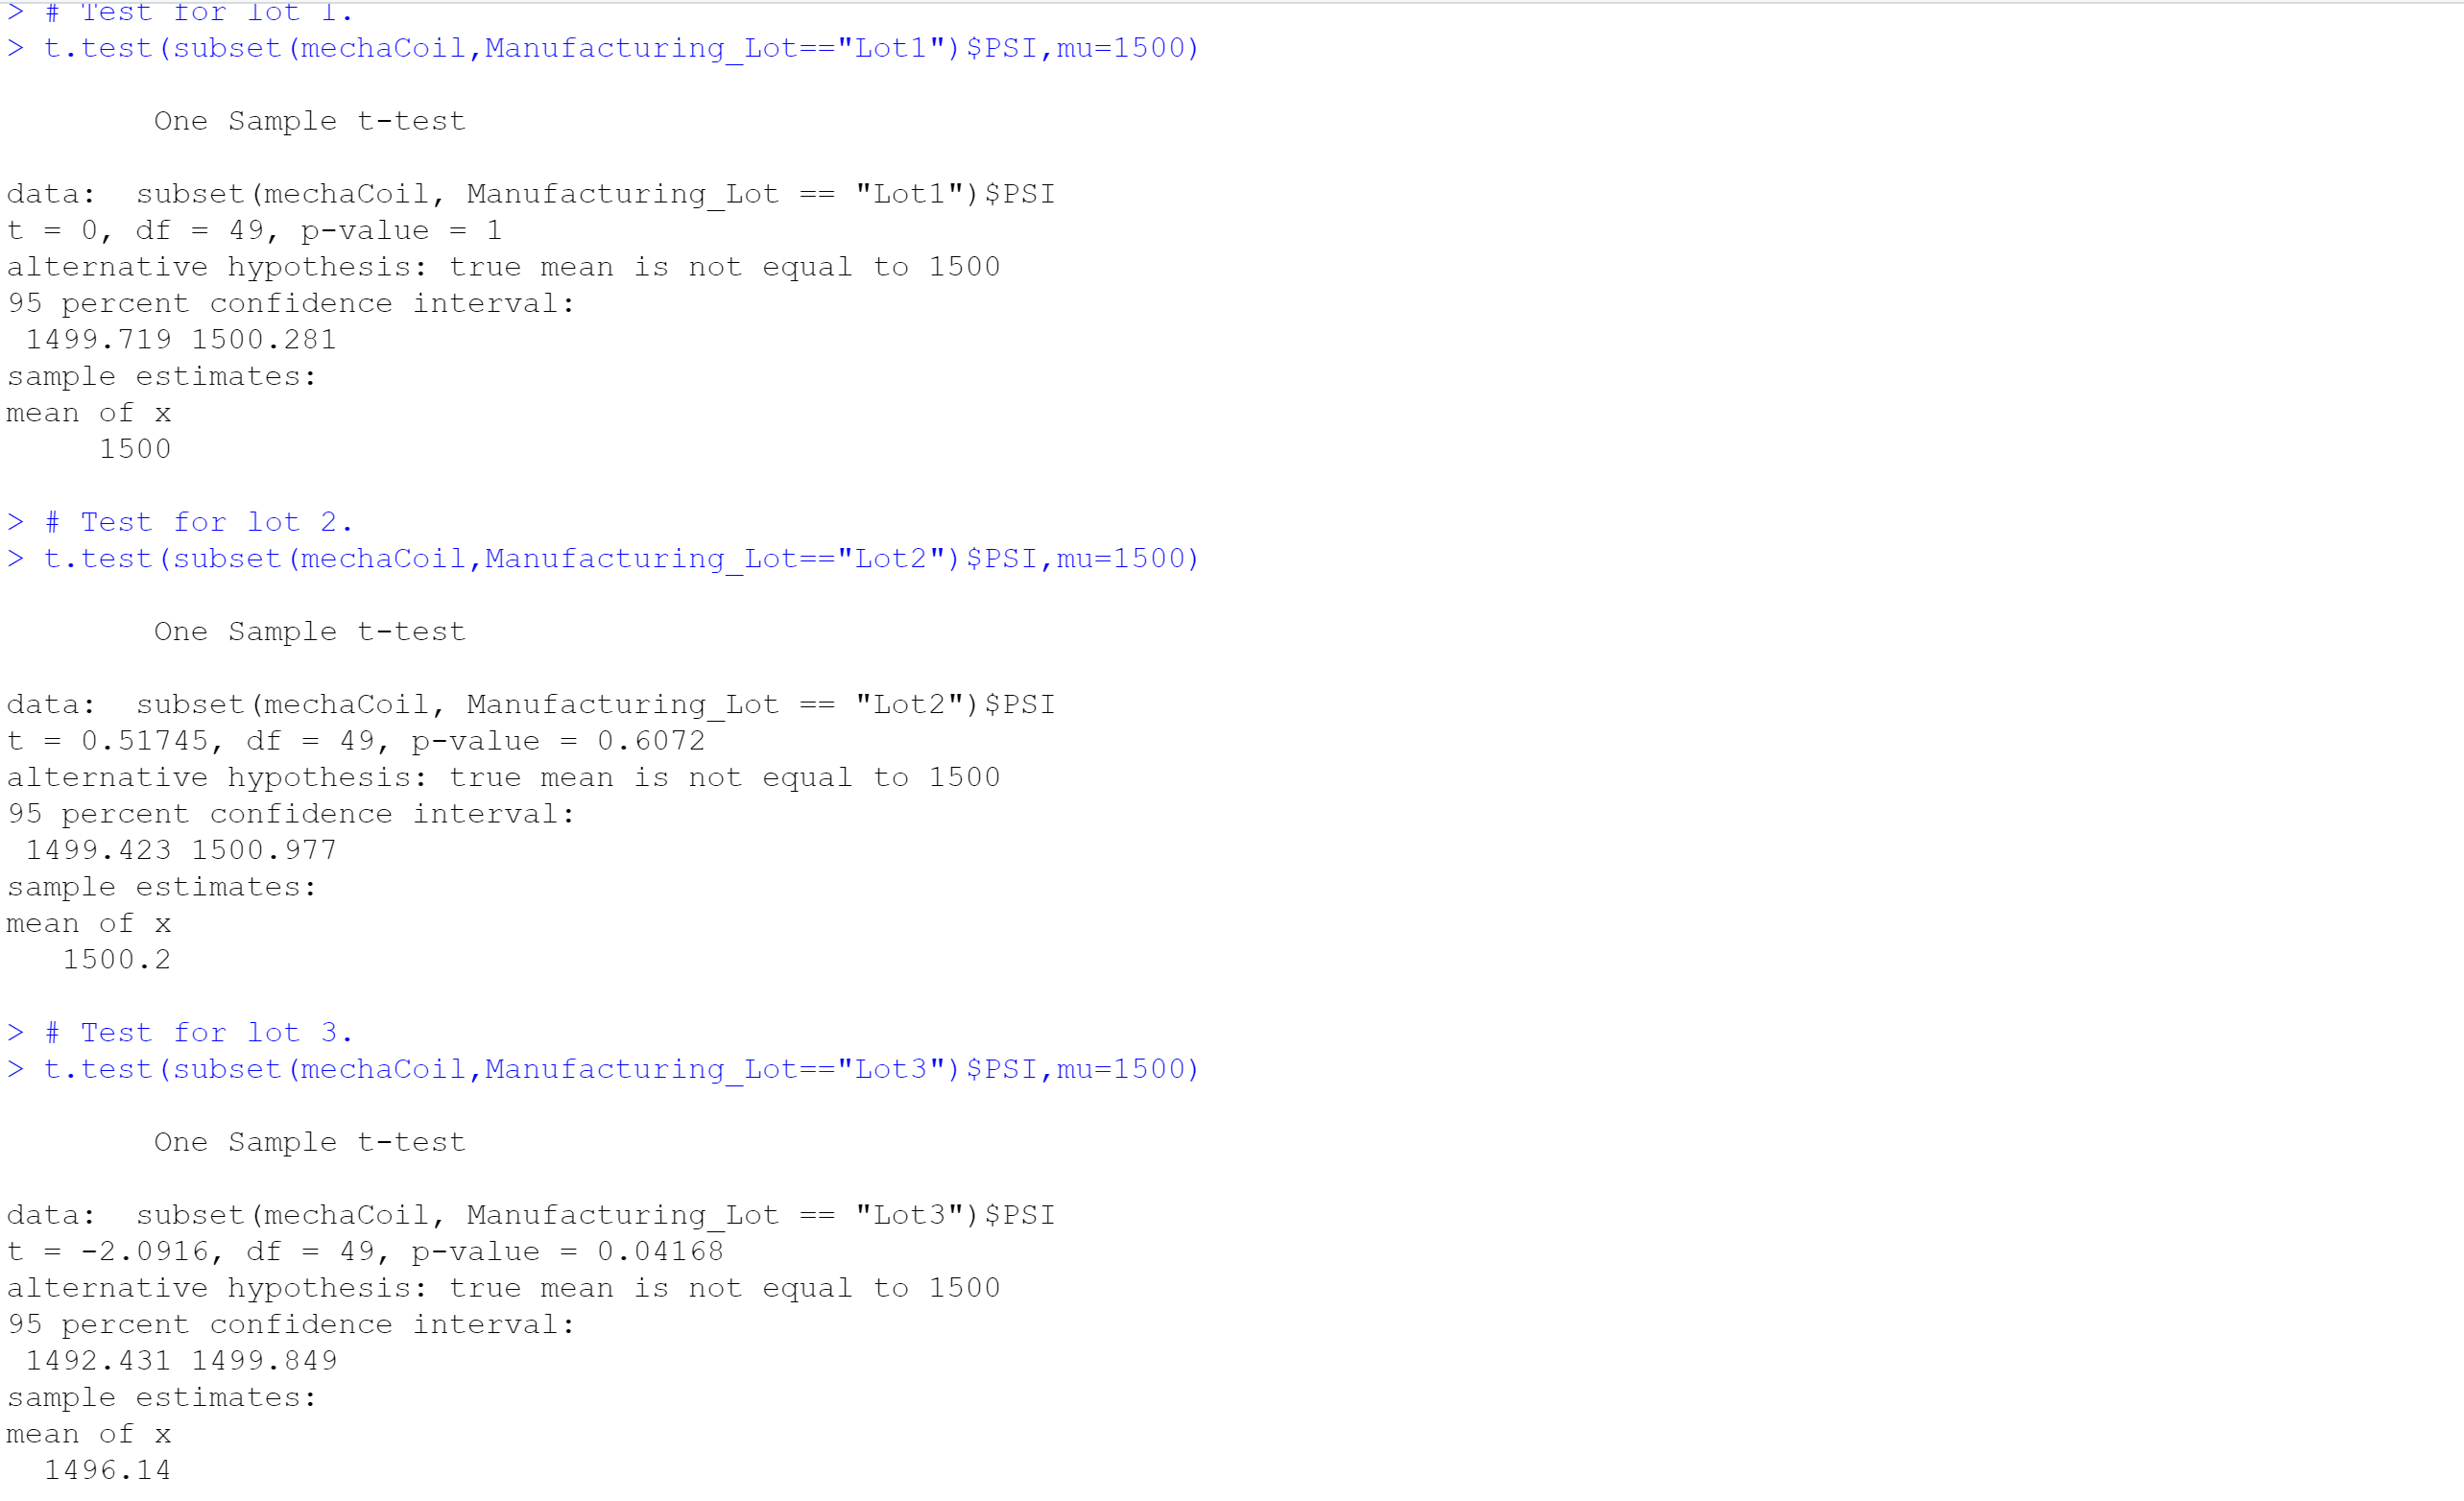 > # Test for lot 1.
> t.test(subset(mechaCoil,Manufacturing_Lot=="Lot1")$PSI,mu=1500)
One Sample t-test
data:  subset(mechaCoil, Manufacturing_Lot == "Lot1")$PSI
t = 0, df = 49, p-value = 1
alternative hypothesis: true mean is not equal to 1500
95 percent confidence interval:
1499.719 1500.281
sample estimates:
mean of x
1500
> # Test for lot 2.
> t.test(subset(mechaCoil,Manufacturing_Lot=="Lot2")$PSI,mu=1500)
One Sample t-test
data:  subset(mechaCoil, Manufacturing_Lot == "Lot2")$PSI
t = 0.51745, df = 49, p-value = 0.6072
alternative hypothesis: true mean is not equal to 1500
95 percent confidence interval:
1499.423 1500.977
sample estimates:
mean of x
1500.2
> # Test for lot 3.
> t.test(subset(mechaCoil,Manufacturing_Lot=="Lot3")$PSI,mu=1500)
One Sample t-test
data:  subset(mechaCoil, Manufacturing_Lot == "Lot3")$PSI
t = -2.0916, df = 49, p-value = 0.04168
alternative hypothesis: true mean is not equal to 1500
95 percent confidence interval:
1492.431 1499.849
sample estimates:
mean of x
1496.14